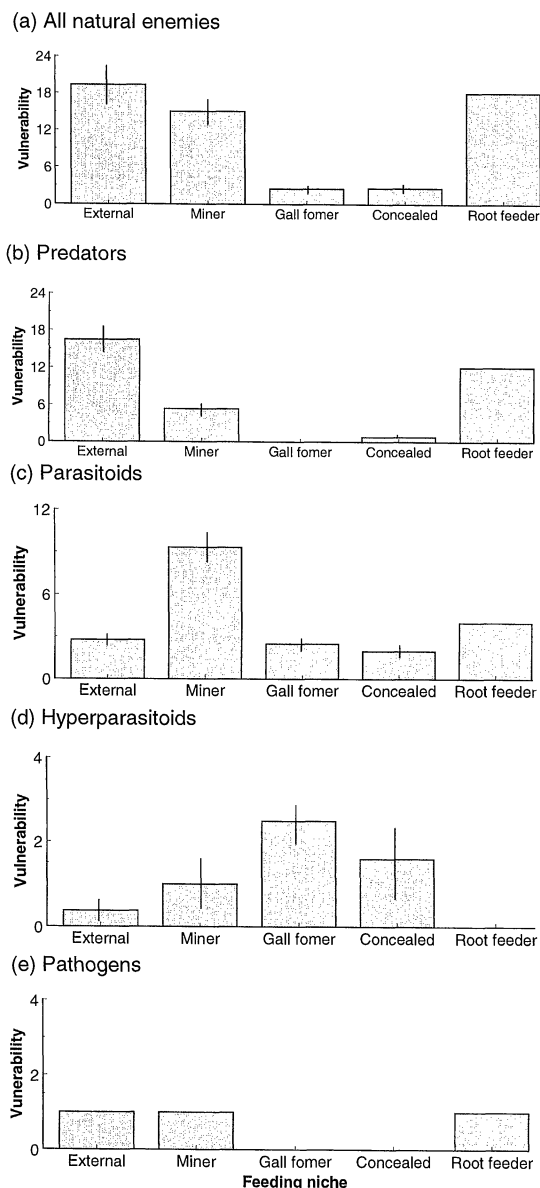 (a) All natural enemies
24
18
12
6
0
Vulnerability
External Miner Gall fomer Concealed Root feeder
(b) Predators
24
18
12
6
0
Vunerability
External Miner Gall fomer Concealed Root feeder
(c) Parasitoids
12
6
0
Vulnerability
External Miner Gall fomer Concealed Root feeder
(d) Hyperparasitoids
4
2
0
Vulnerability
External Miner Gall fomer Concealed Root feeder
(e) Pathogens
4
2
0
Vunerability
External Miner Gall fomer Concealed Root feeder
Feeding niche